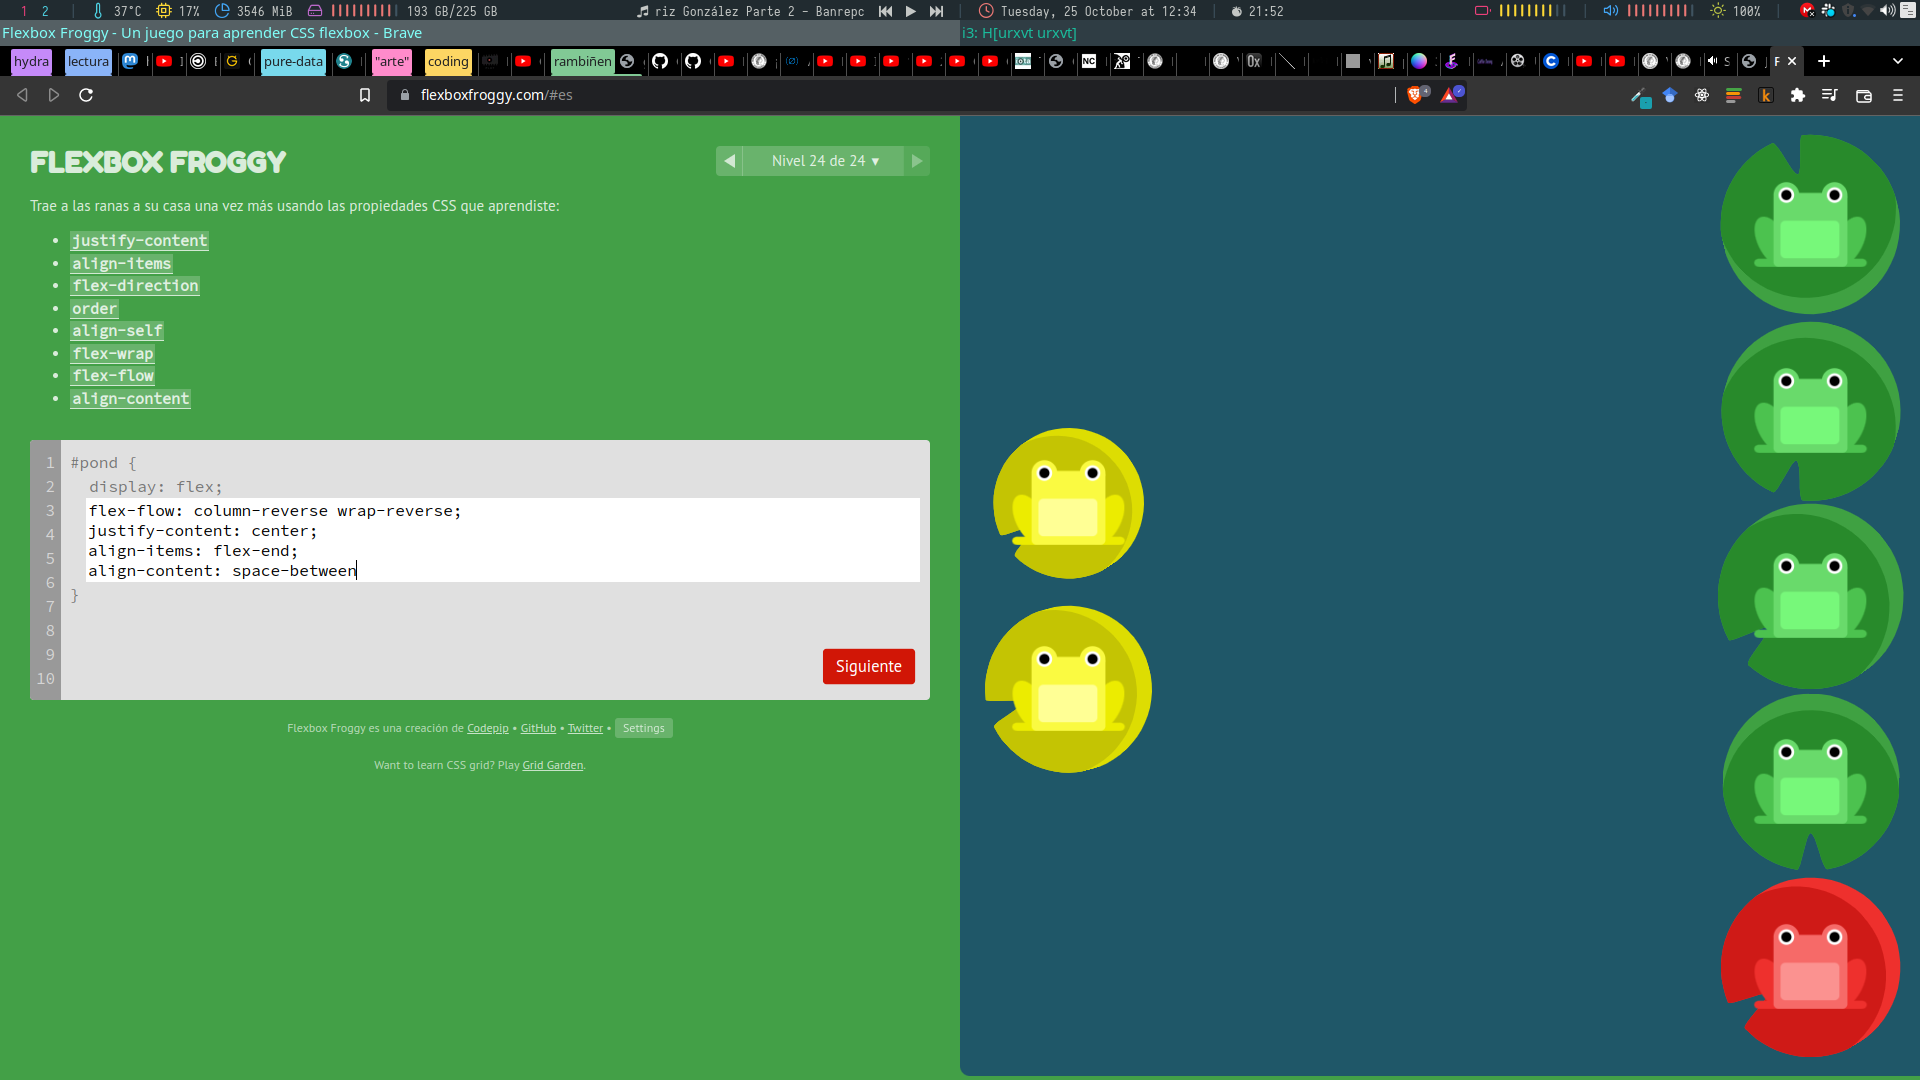 1 2 37°C 17% 3546 MiB 193 GB/225 GB riz González Parte 2 – Banrepc Tuesday, 25 October at 12:34 21:52 100%
Flexbox Froggy - Un juego para aprender CSS flexbox - Brave
i3: H[urxvt urxvt]
hydra lectura pure-data "arte" coding rambiñen
flexboxfroggy.com/#es
FLEXBOX FROGGY
Nivel 24 de 24 ▾
Trae a las ranas a su casa una vez más usando las propiedades CSS que aprendiste:
• justify-content
• align-items
• flex-direction
• order
• align-self
• flex-wrap
• flex-flow
• align-content
1 #pond {
2 display: flex;
3 flex-flow: column-reverse wrap-reverse;
4 justify-content: center;
5 align-items: flex-end;
6 align-content: space-between
7 }
8
9
10
Siguiente
Flexbox Froggy es una creación de Codepip • GitHub • Twitter • Settings
Want to learn CSS grid? Play Grid Garden.